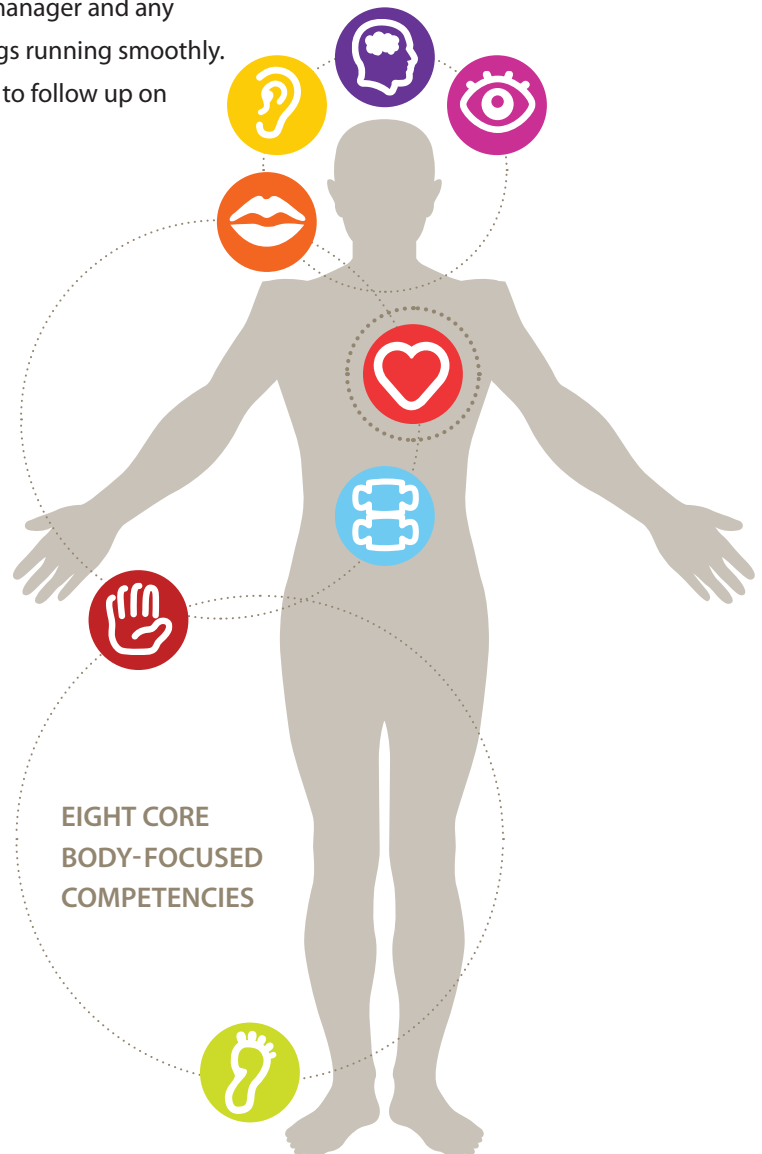 manager and any
gs running smoothly.
to follow up on
EIGHT CORE
BODY-FOCUSED
COMPETENCIES